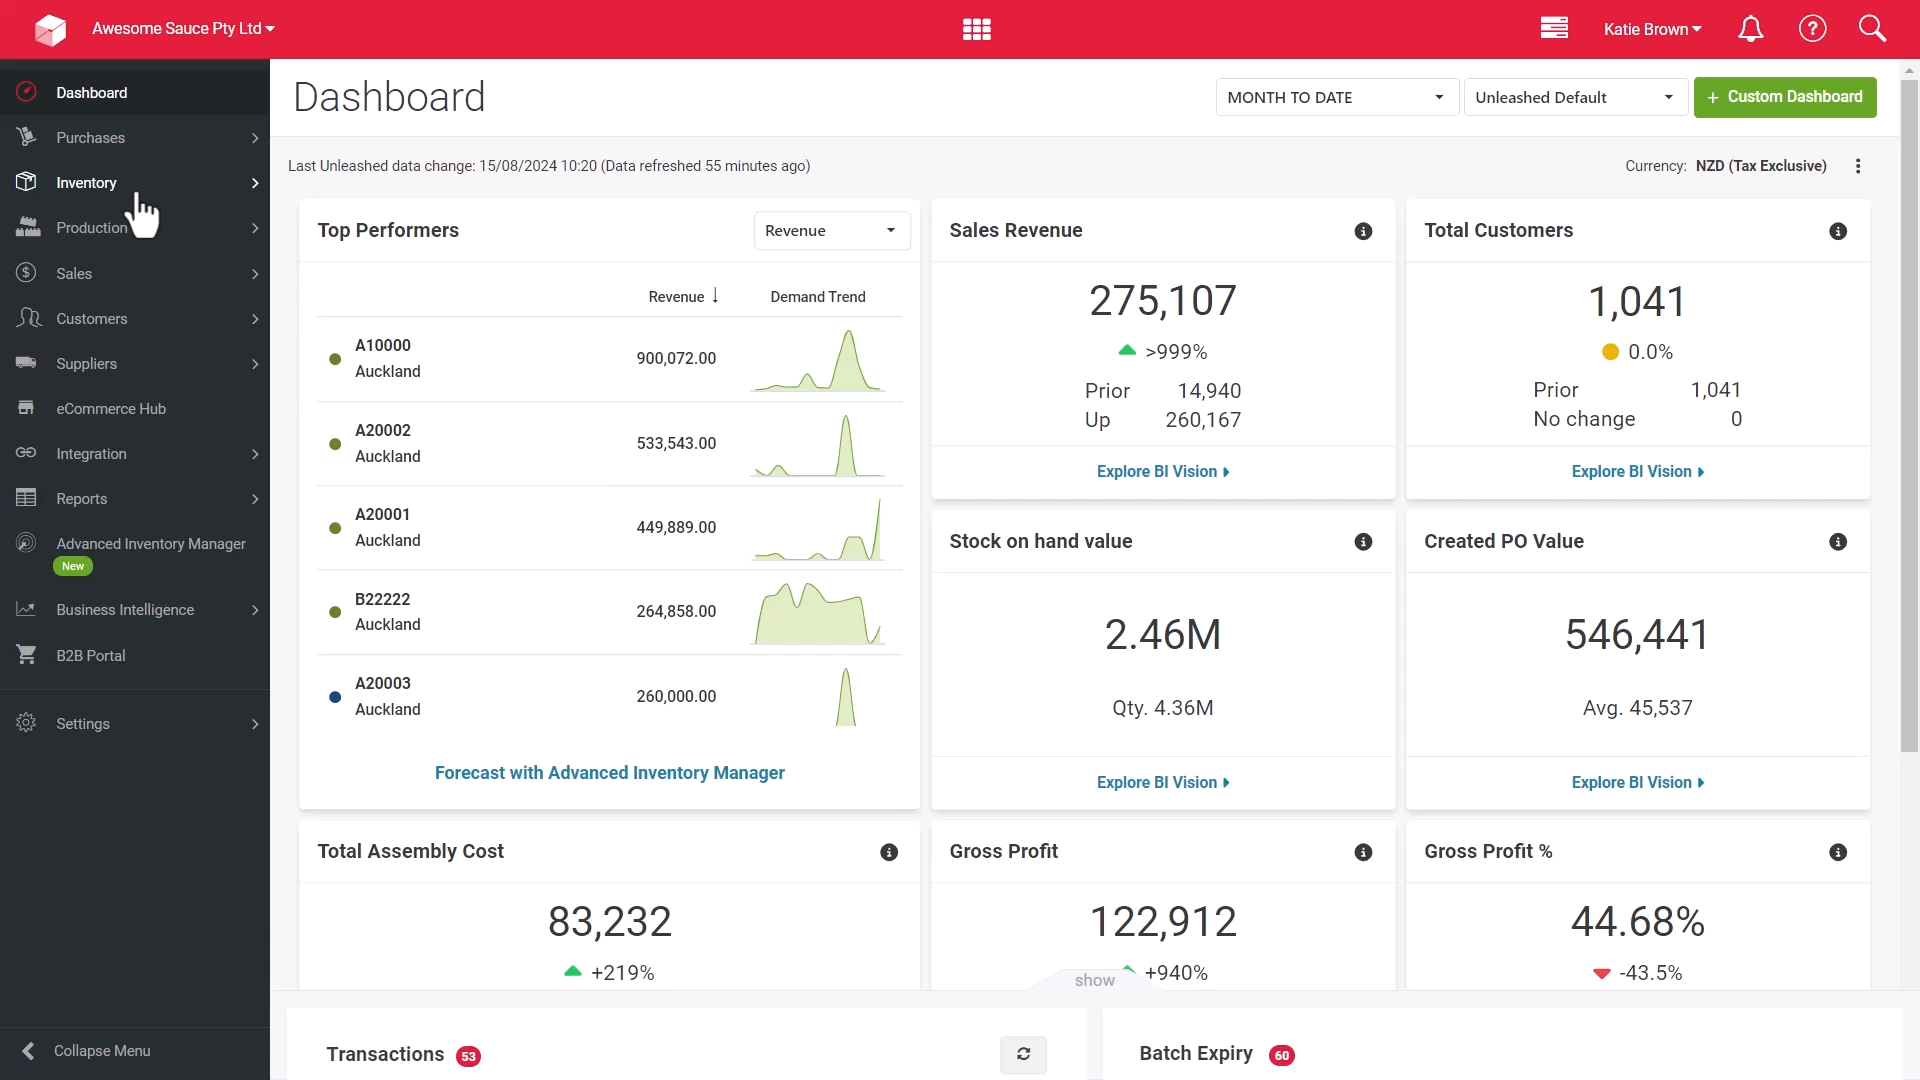 Awesome Sauce Pty Ltd
Katie Brown
Dashboard
Purchases
Inventory
Production
Sales
Customers
Suppliers
eCommerce Hub
Integration
Reports
Advanced Inventory Manager
New
Business Intelligence
B2B Portal
Settings
Collapse Menu
Dashboard
MONTH TO DATE
Unleashed Default
+ Custom Dashboard
Last Unleashed data change: 15/08/2024 10:20 (Data refreshed 55 minutes ago)
Currency: NZD (Tax Exclusive)
Top Performers
Revenue
Revenue ↓ Demand Trend
A10000
Auckland
900,072.00
A20002
Auckland
533,543.00
A20001
Auckland
449,889.00
B22222
Auckland
264,858.00
A20003
Auckland
260,000.00
Forecast with Advanced Inventory Manager
Sales Revenue
275,107
>999%
Prior 14,940
Up 260,167
Explore BI Vision
Total Customers
1,041
0.0%
Prior 1,041
No change 0
Explore BI Vision
Stock on hand value
2.46M
Qty. 4.36M
Explore BI Vision
Created PO Value
546,441
Avg. 45,537
Explore BI Vision
Total Assembly Cost
83,232
+219%
Gross Profit
122,912
+940%
Gross Profit %
44.68%
-43.5%
show
Transactions 53
Batch Expiry 60